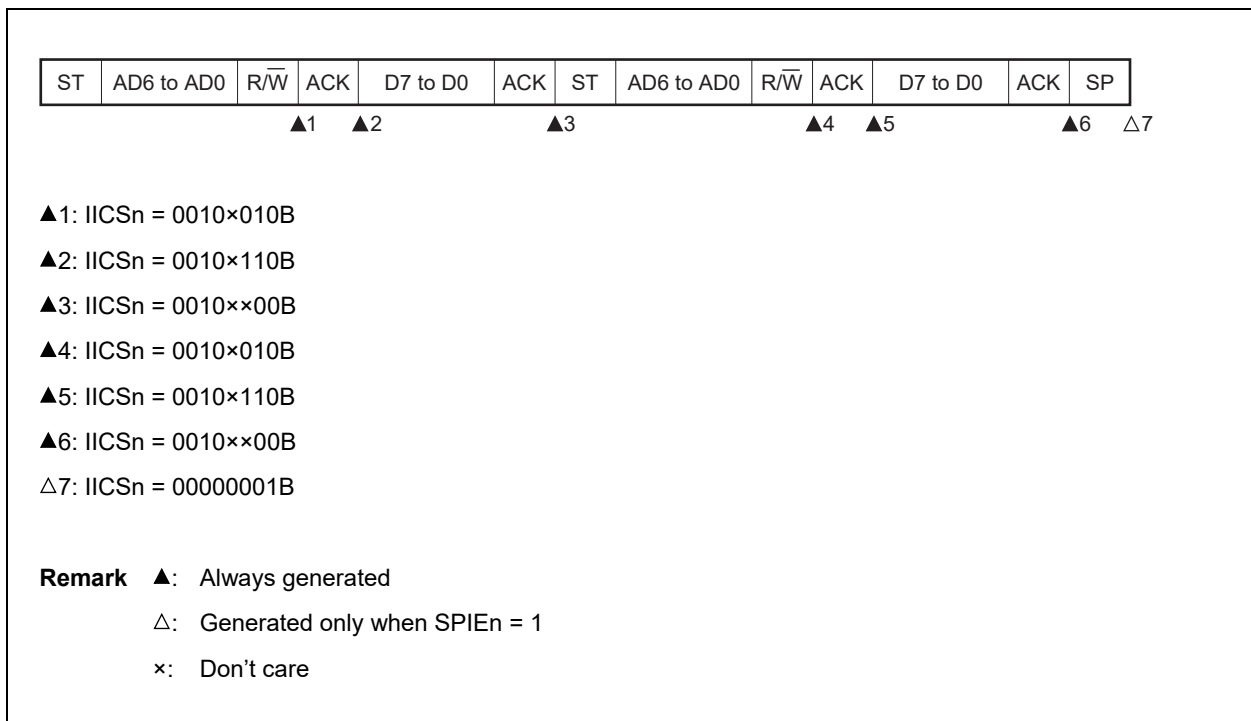 ST AD6 to AD0 R/W̅ ACK D7 to D0 ACK ST AD6 to AD0 R/W̅ ACK D7 to D0 ACK SP
▲1 ▲2 ▲3 ▲4 ▲5 ▲6 △7
▲1: IICSn = 0010×010B
▲2: IICSn = 0010×110B
▲3: IICSn = 0010××00B
▲4: IICSn = 0010×010B
▲5: IICSn = 0010×110B
▲6: IICSn = 0010××00B
△7: IICSn = 00000001B
Remark ▲: Always generated
△: Generated only when SPIEn = 1
×: Don't care